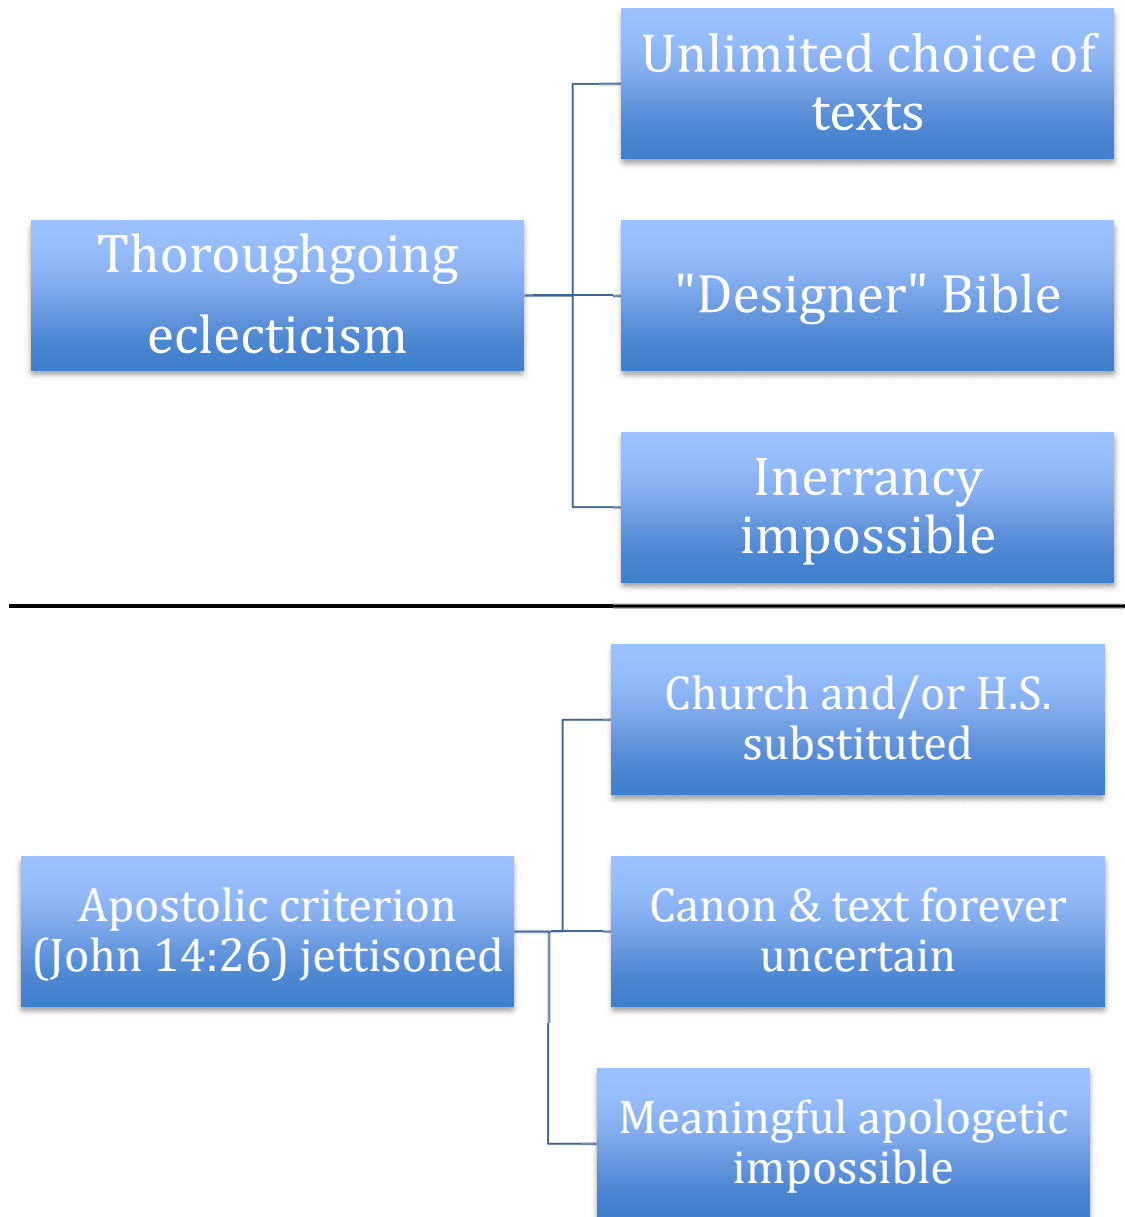 Unlimited choice of
texts
Thoroughgoing
eclecticism
"Designer" Bible
Inerrancy
impossible
Church and/or H.S.
substituted
Apostolic criterion
(John 14:26) jettisoned
Canon & text forever
uncertain
Meaningful apologetic
impossible